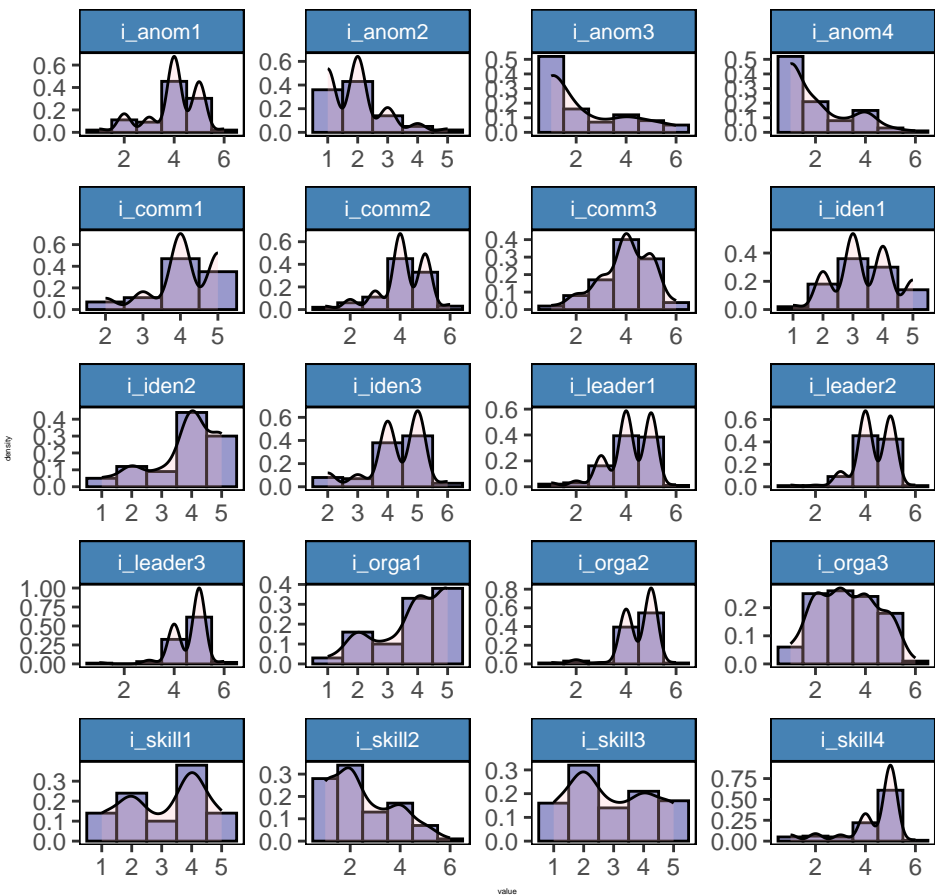 i_anom1 i_anom2 i_anom3 i_anom4
0.6 0.6 0.5 0.5
0.4 0.4 0.4 0.4
0.3 0.3
0.2 0.2 0.2 0.2
0.1 0.1
0.0 0.0 0.0 0.0
2 4 6 1 2 3 4 5 2 4 6 2 4 6
i_comm1 i_comm2 i_comm3 i_iden1
0.6 0.6 0.4
0.4 0.4 0.3 0.4
0.2 0.2 0.2 0.2
0.1
0.0 0.0 0.0 0.0
2 3 4 5 2 4 6 2 4 6 1 2 3 4 5
i_iden2 i_iden3 i_leader1 i_leader2
0.4 0.6 0.6 0.6
0.3 0.4 0.4 0.4
0.2 0.2 0.2 0.2
0.1
0.0 0.0 0.0 0.0
1 2 3 4 5 2 3 4 5 6 2 4 6 2 4 6
density
i_leader3 i_orga1 i_orga2 i_orga3
1.00 0.4 0.8
0.75 0.3 0.6 0.2
0.50 0.2 0.4 0.1
0.25 0.1 0.2
0.00 0.0 0.0 0.0
2 4 6 1 2 3 4 5 2 4 6 2 4 6
i_skill1 i_skill2 i_skill3 i_skill4
0.3 0.3 0.3 0.75
0.2 0.2 0.2 0.50
0.1 0.1 0.1 0.25
0.0 0.0 0.0 0.00
1 2 3 4 5 2 4 6 1 2 3 4 5 2 4 6
value